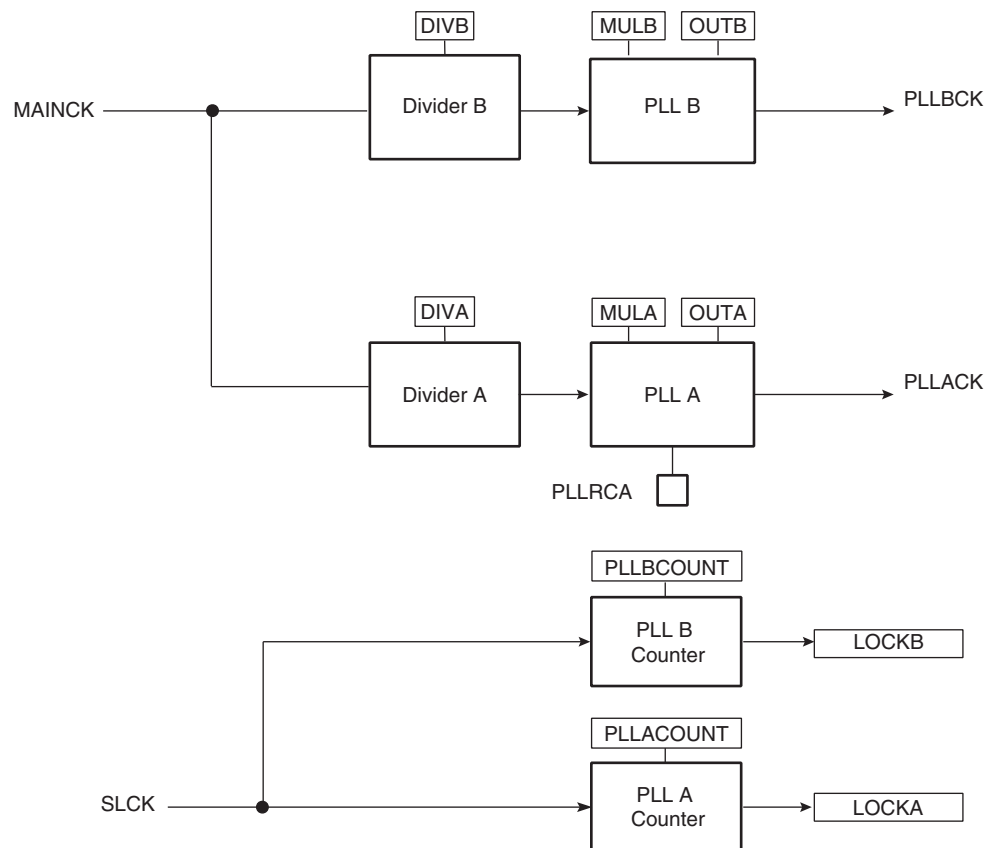 DIVB
MULB
OUTB
MAINCK
Divider B
PLL B
PLLBCK
DIVA
MULA
OUTA
Divider A
PLL A
PLLACK
PLLRCA
PLLBCOUNT
PLL B
Counter
LOCKB
PLLACOUNT
SLCK
PLL A
Counter
LOCKA